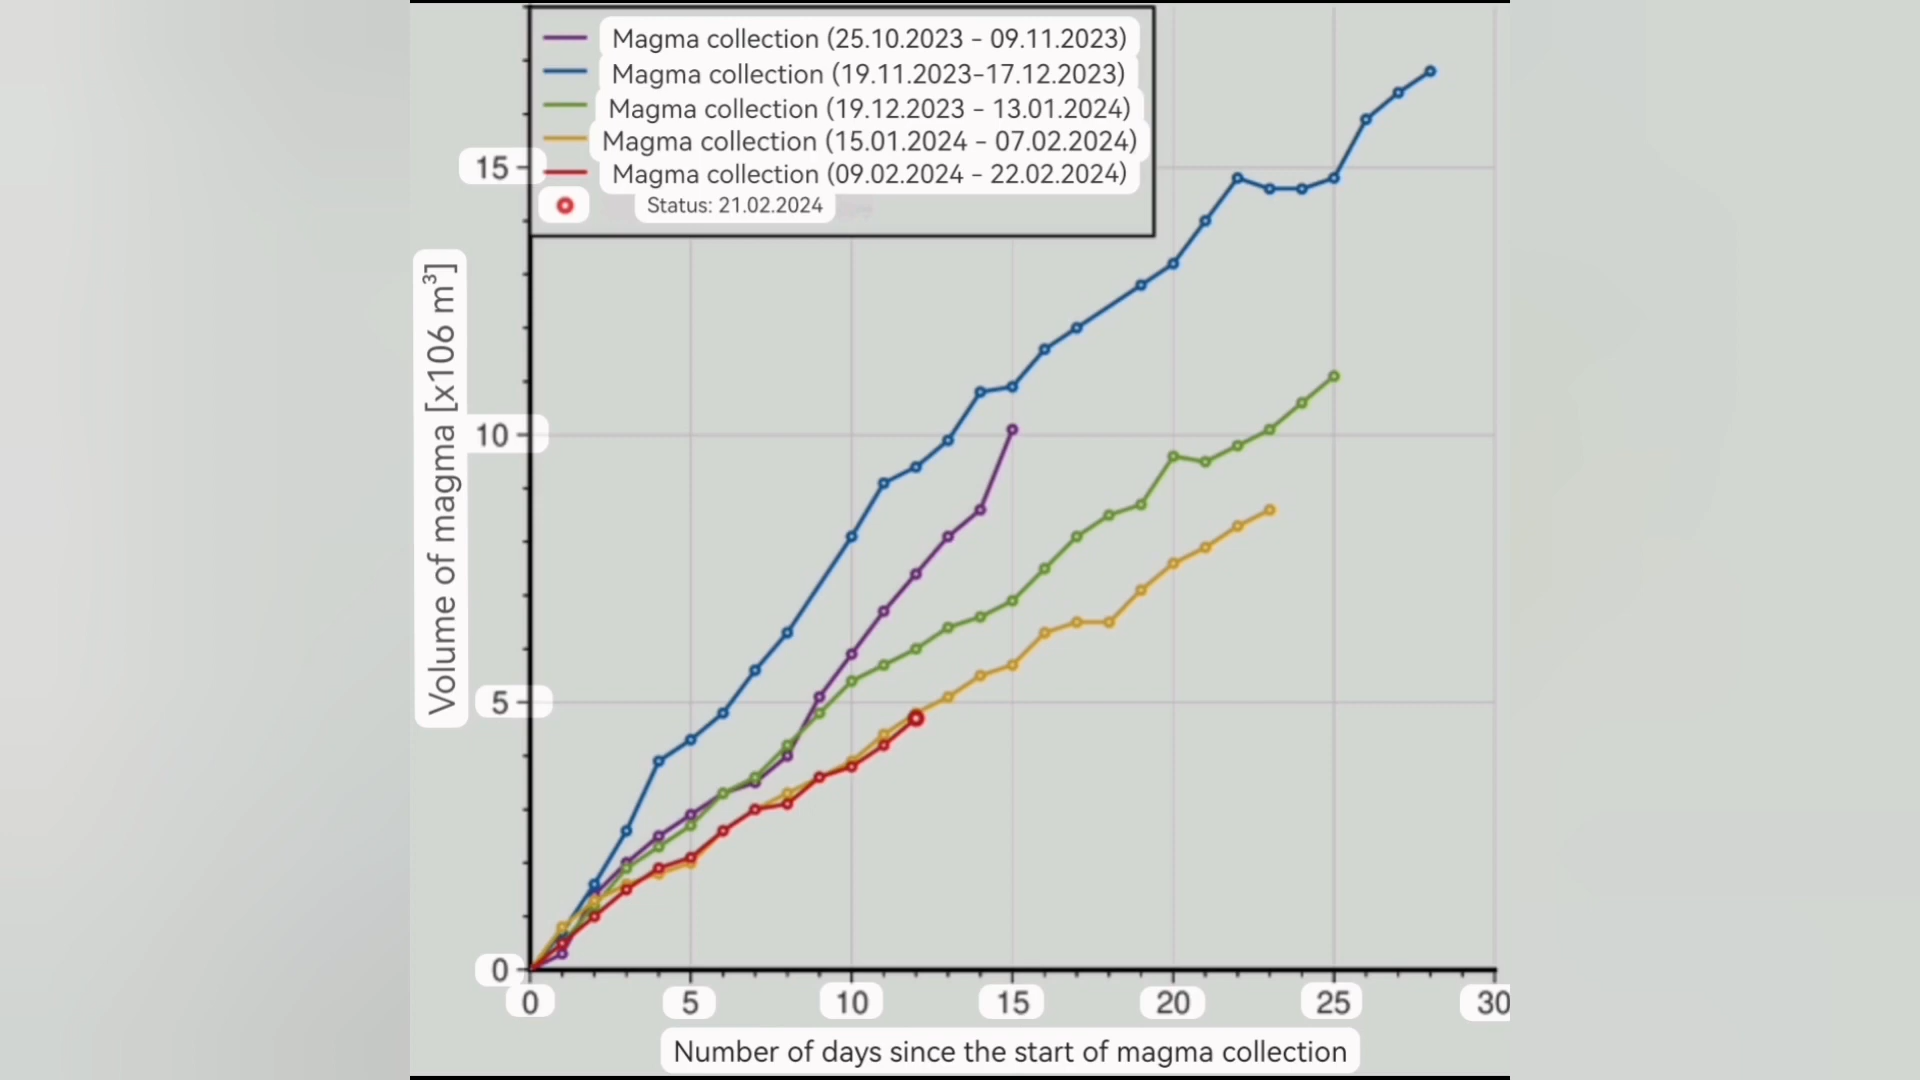 Magma collection (25.10.2023 - 09.11.2023)
Magma collection (19.11.2023-17.12.2023)
Magma collection (19.12.2023 - 13.01.2024)
Magma collection (15.01.2024 - 07.02.2024)
Magma collection (09.02.2024 - 22.02.2024)
Status: 21.02.2024
Volume of magma [x106 m³]
15
10
5
0
0 5 10 15 20 25 30
Number of days since the start of magma collection